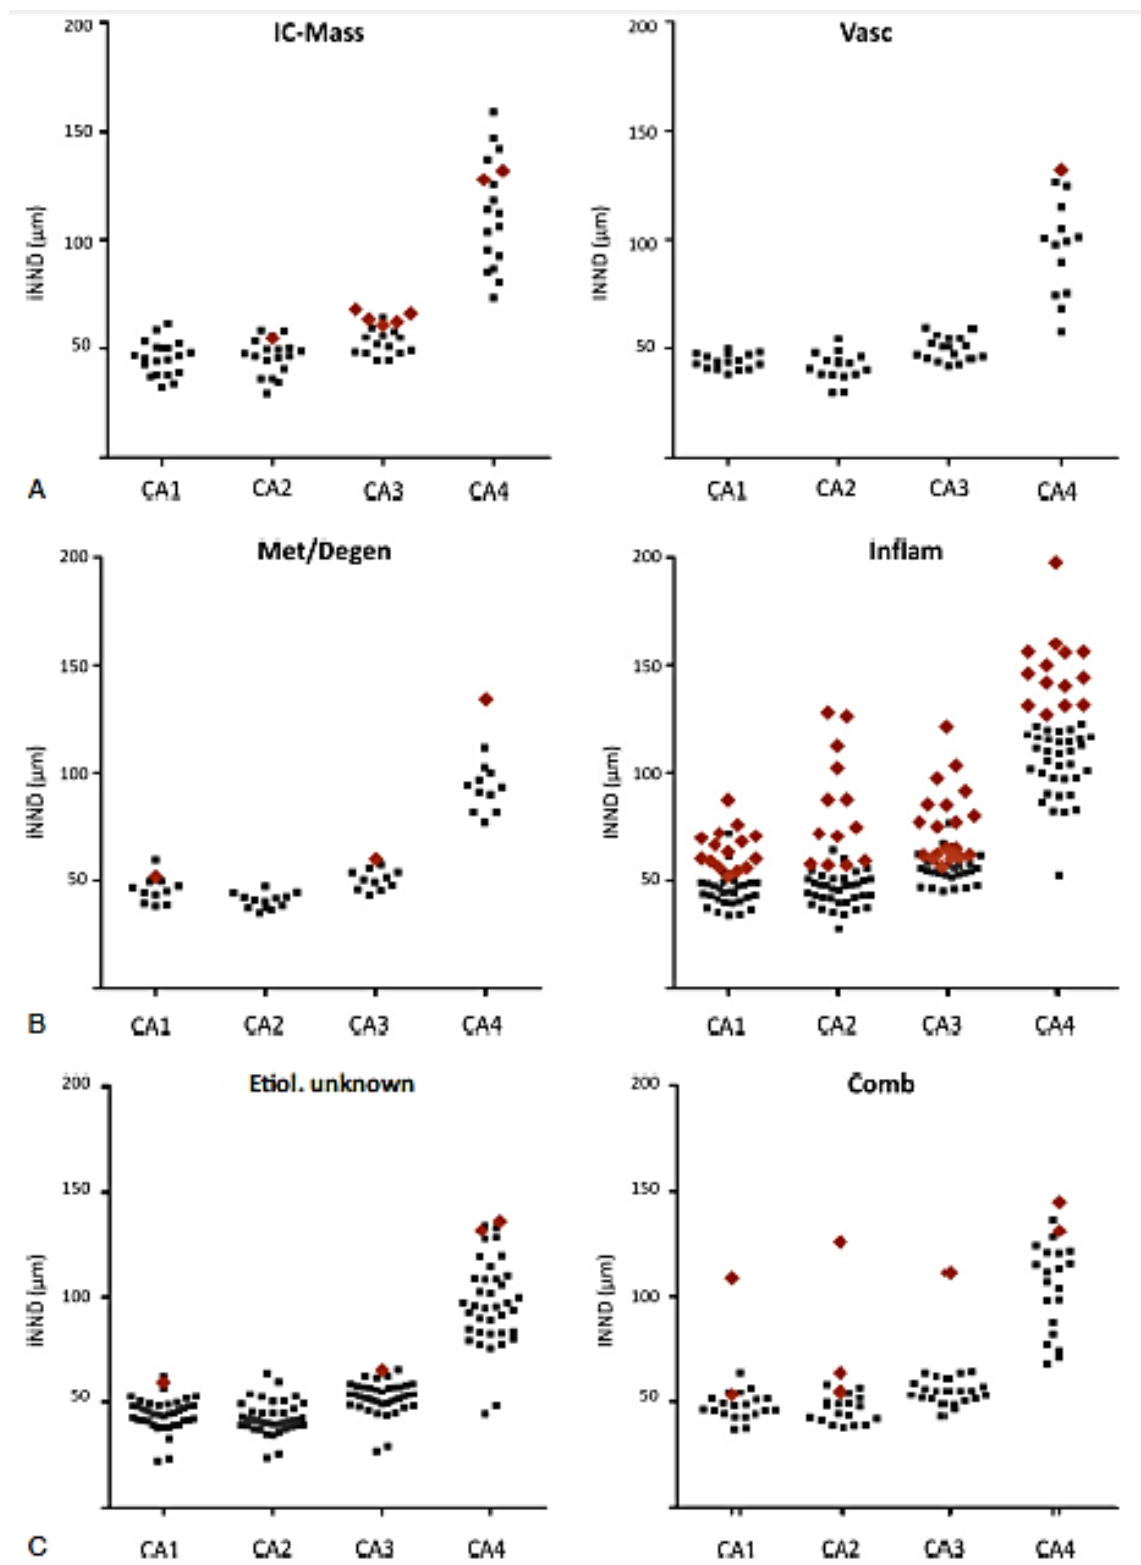 IC-Mass
200
150
100
50
iNND (µm)
CA1 CA2 CA3 CA4
A
Vasc
200
150
100
50
iNND (µm)
CA1 CA2 CA3 CA4
Met/Degen
200
150
100
50
iNND (µm)
CA1 CA2 CA3 CA4
B
Inflam
200
150
100
50
iNND (µm)
CA1 CA2 CA3 CA4
Etiol. unknown
200
150
100
50
iNND (µm)
CA1 CA2 CA3 CA4
C
Comb
200
150
100
50
iNND (µm)
CA1 CA2 CA3 CA4